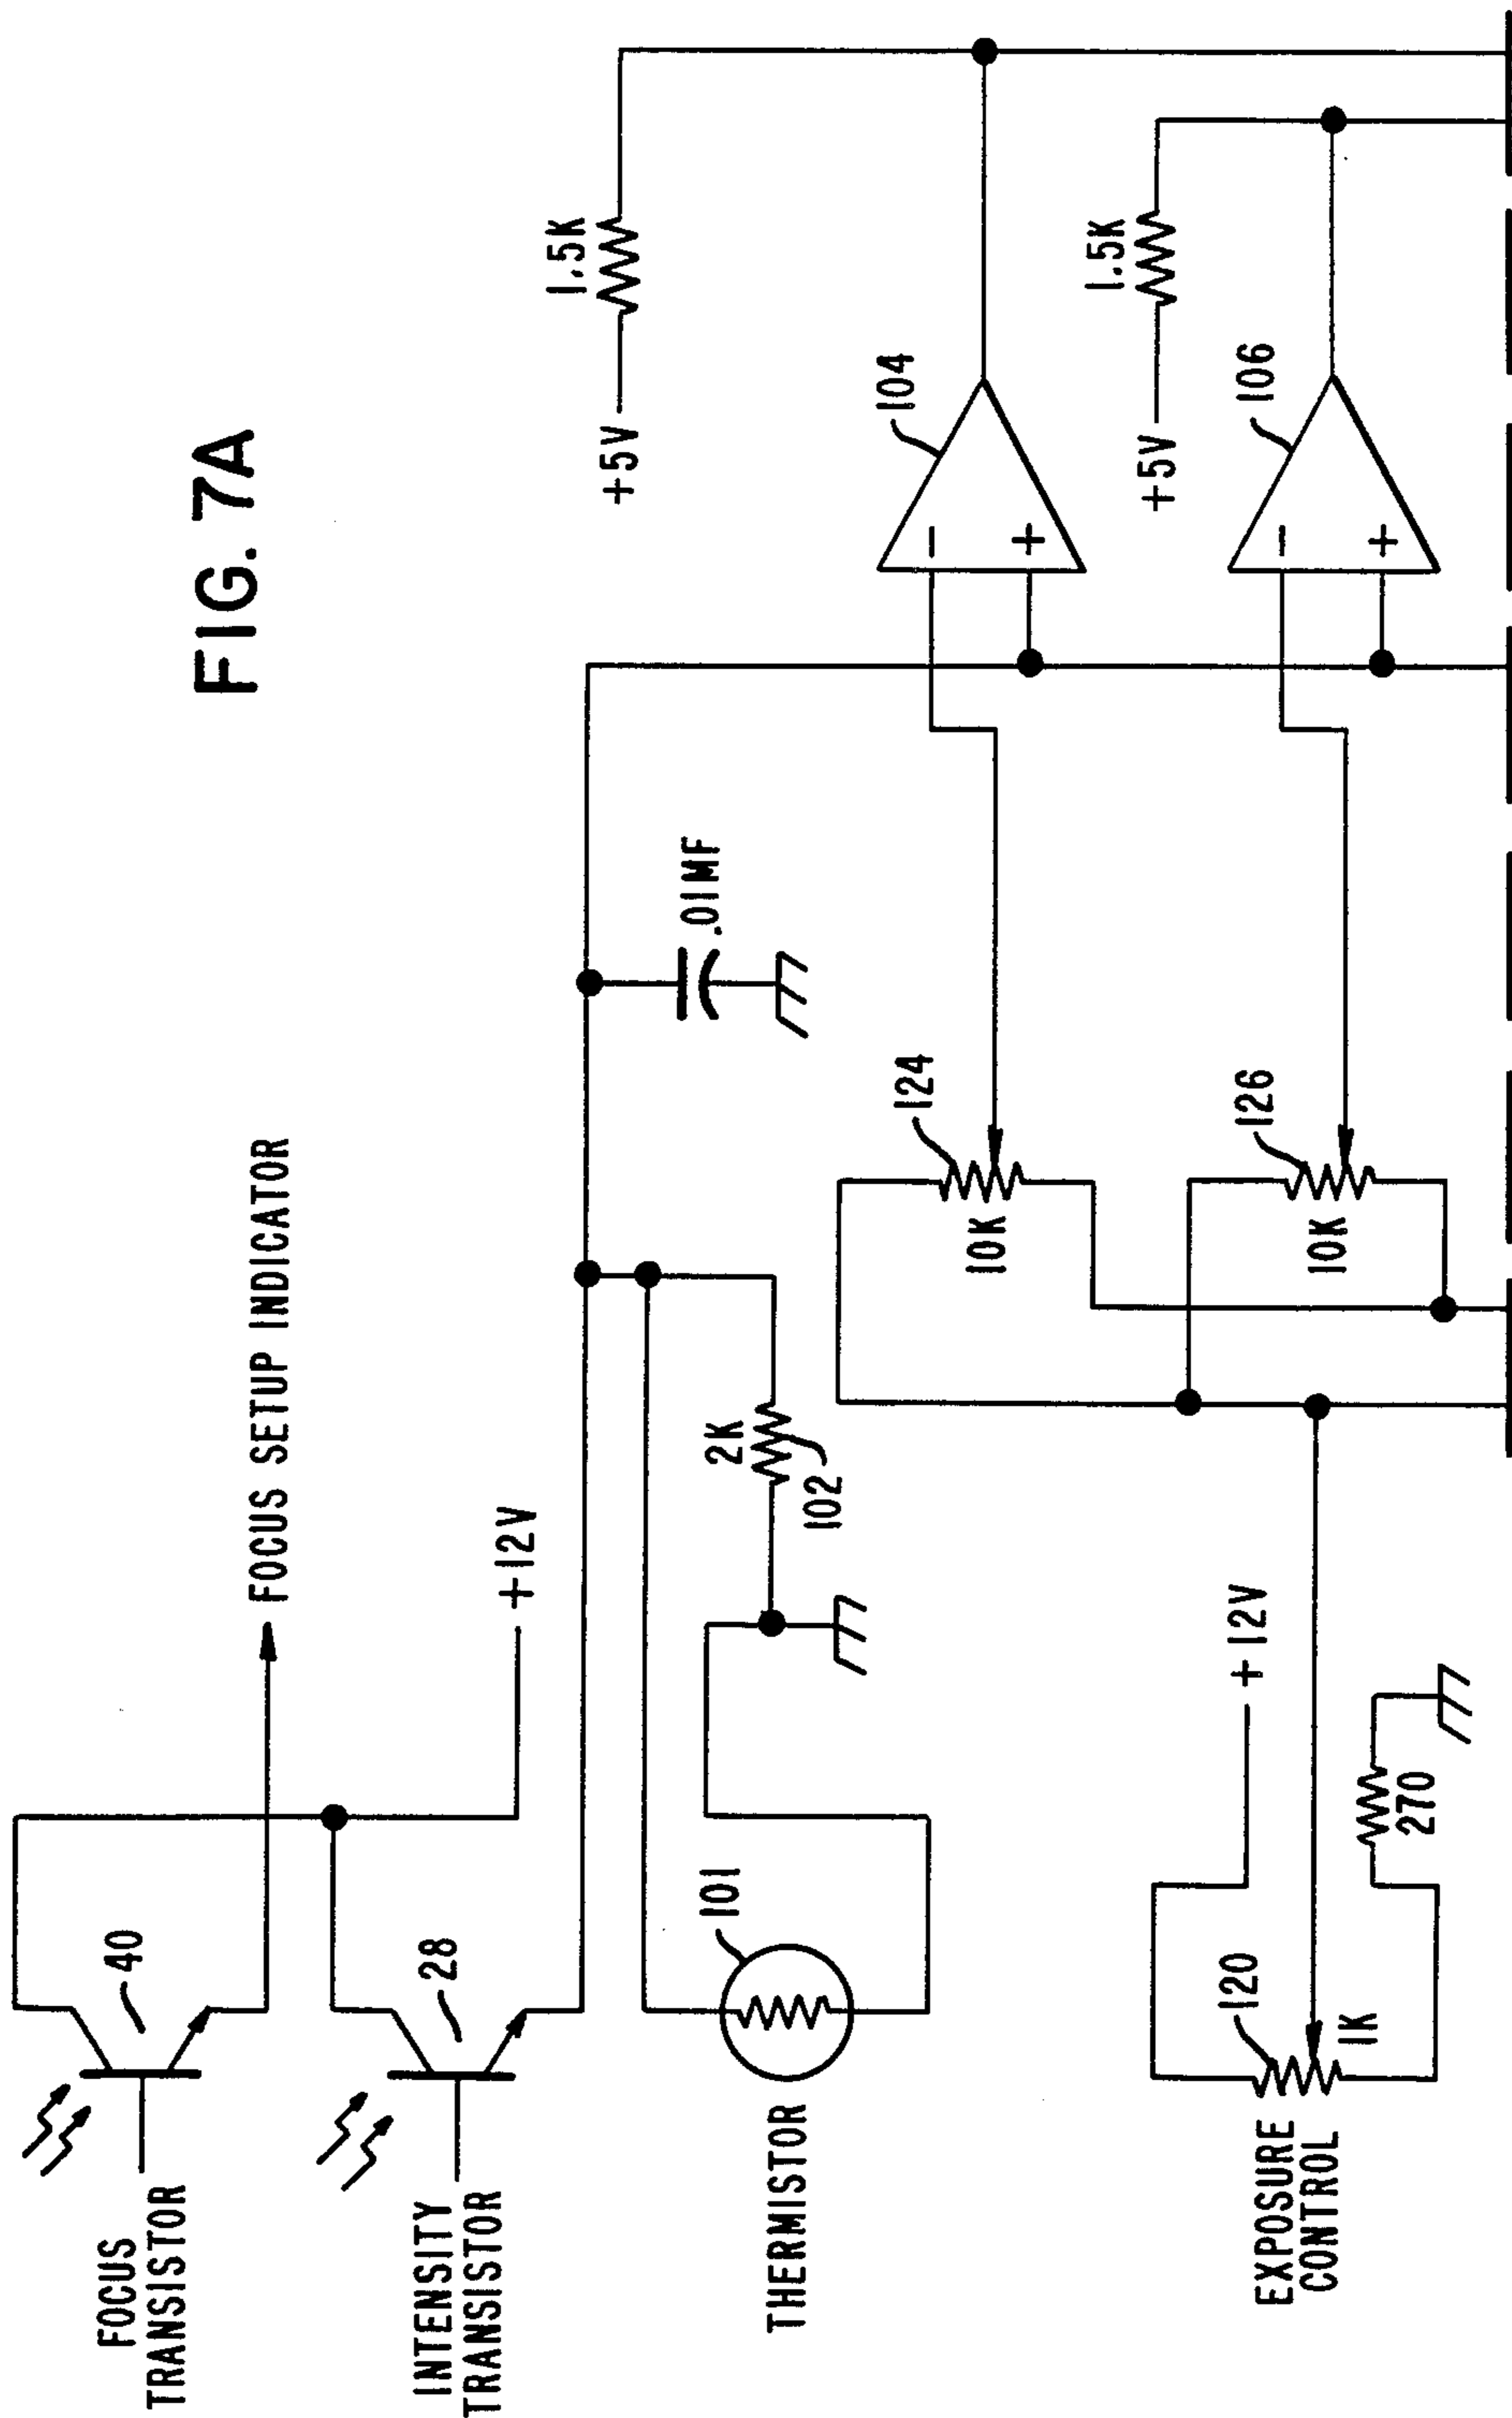 FIG. 7A
FOCUS
TRANSISTOR
40
FOCUS SETUP INDICATOR
INTENSITY
TRANSISTOR
28
+12V
+5V
1.5K
THERMISTOR
101
2K
102
.01MF
104
-
+
124
10K
+5V
1.5K
106
-
+
126
10K
EXPOSURE
CONTROL
120
1K
+12V
270